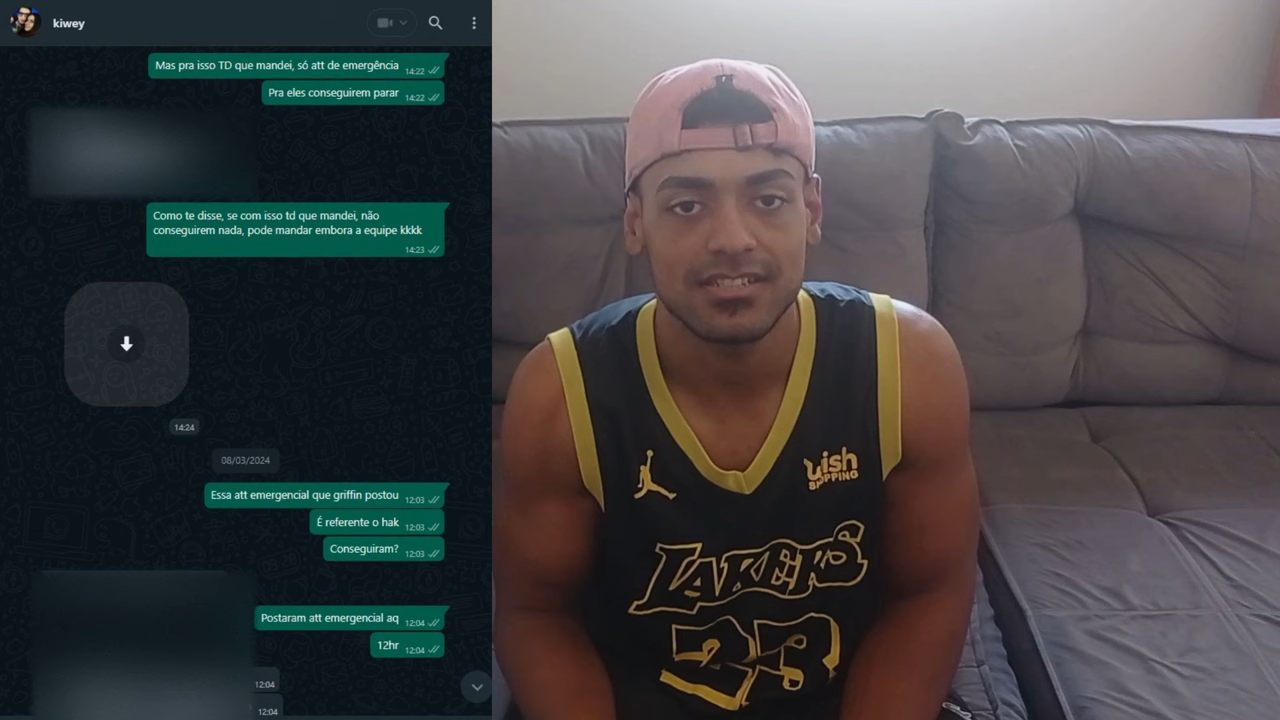 kiwey
Mas pra isso TD que mandei, só att de emergência 14:22
Pra eles conseguirem parar 14:22
Como te disse, se com isso td que mandei, não
conseguirem nada, pode mandar embora a equipe kkkk
14:23
14:24
08/03/2024
Essa att emergencial que griffin postou 12:03
É referente o hak 12:03
Conseguiram? 12:03
Postaram att emergencial aq 12:04
12hr 12:04
12:04
12:04
wish
SHOPPING
LAKERS
23